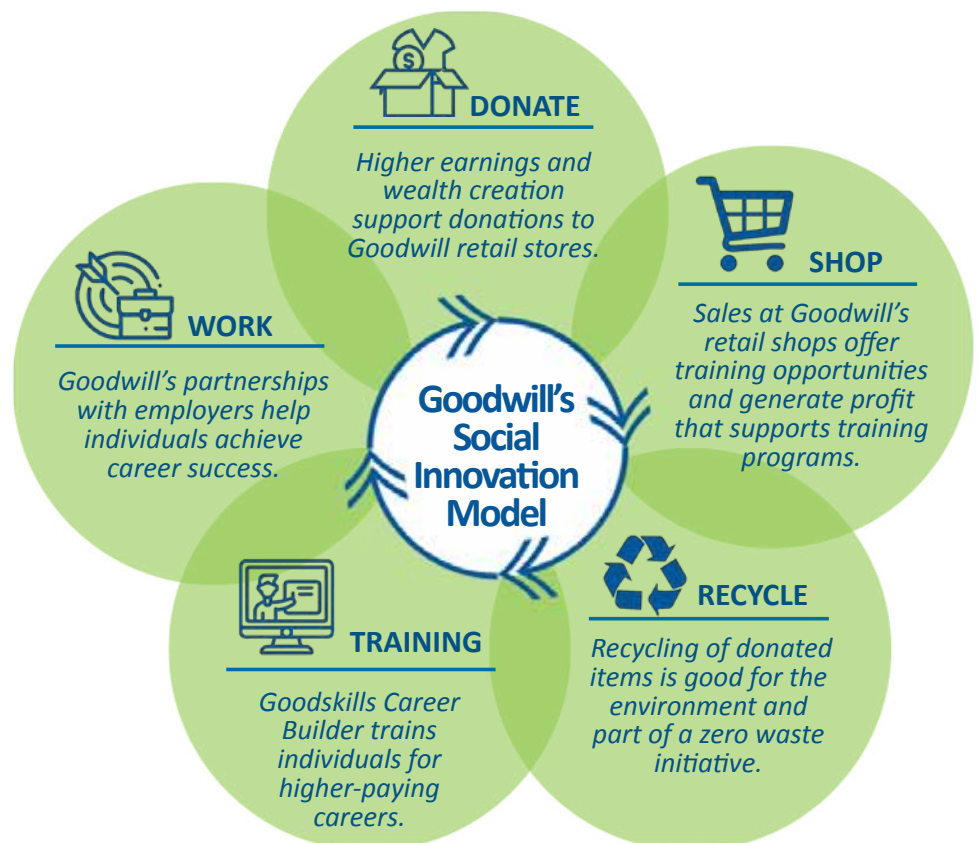 $
DONATE
Higher earnings and
wealth creation
support donations to
Goodwill retail stores.
SHOP
Sales at Goodwill’s
retail shops offer
training opportunities
and generate profit
that supports training
programs.
RECYCLE
Recycling of donated
items is good for the
environment and
part of a zero waste
initiative.
TRAINING
Goodskills Career
Builder trains
individuals for
higher-paying
careers.
WORK
Goodwill’s partnerships
with employers help
individuals achieve
career success.
Goodwill’s
Social
Innovation
Model